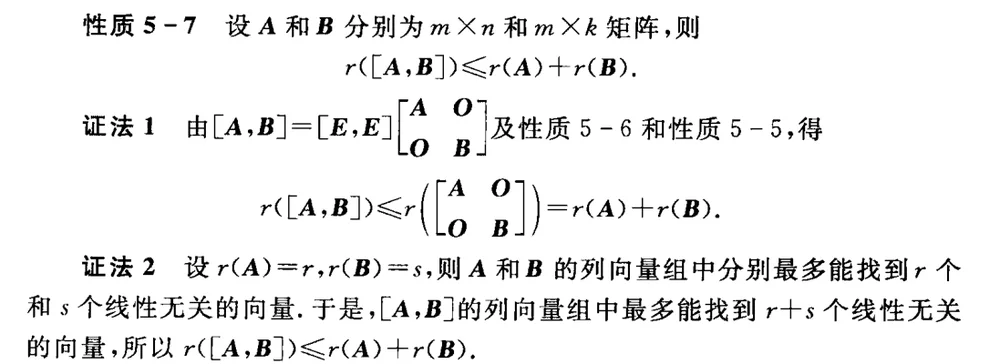 性质 5-7 设 A 和 B 分别为 m×n 和 m×k 矩阵,则
r([A,B])≤r(A)+r(B).
证法 1 由[A,B]=[E,E][A O
O B]及性质 5-6 和性质 5-5,得
r([A,B])≤r([A O
O B])=r(A)+r(B).
证法 2 设 r(A)=r,r(B)=s,则 A 和 B 的列向量组中分别最多能找到 r 个
和 s 个线性无关的向量.于是,[A,B]的列向量组中最多能找到 r+s 个线性无关
的向量,所以 r([A,B])≤r(A)+r(B).